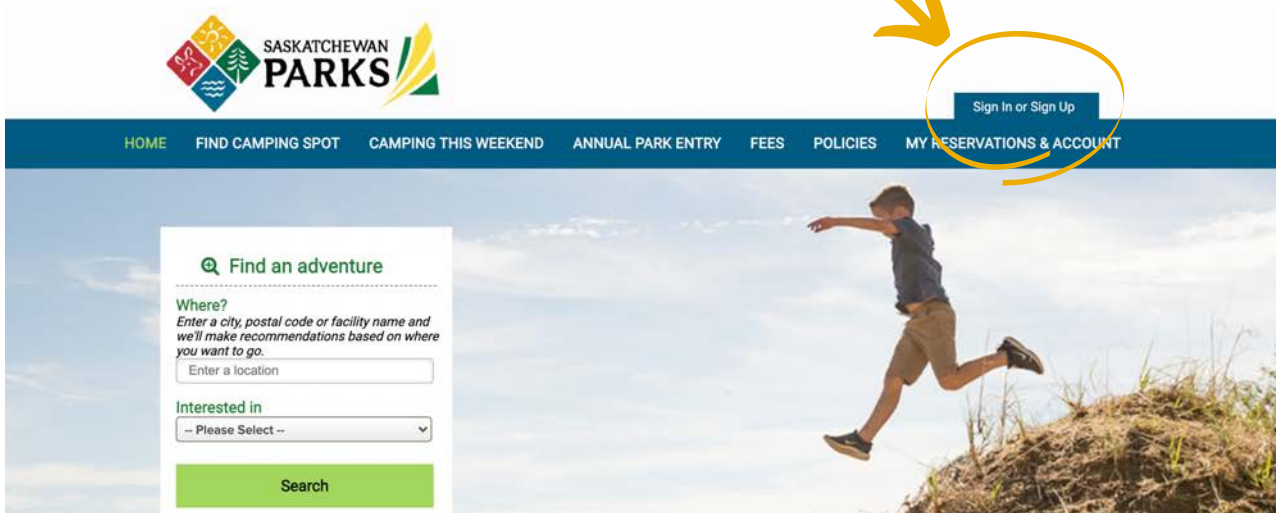 SASKATCHEWAN
PARKS
Sign In or Sign Up
HOME FIND CAMPING SPOT CAMPING THIS WEEKEND ANNUAL PARK ENTRY FEES POLICIES MY RESERVATIONS & ACCOUNT
Find an adventure
Where?
Enter a city, postal code or facility name and
we'll make recommendations based on where
you want to go.
Enter a location
Interested in
-- Please Select --
Search